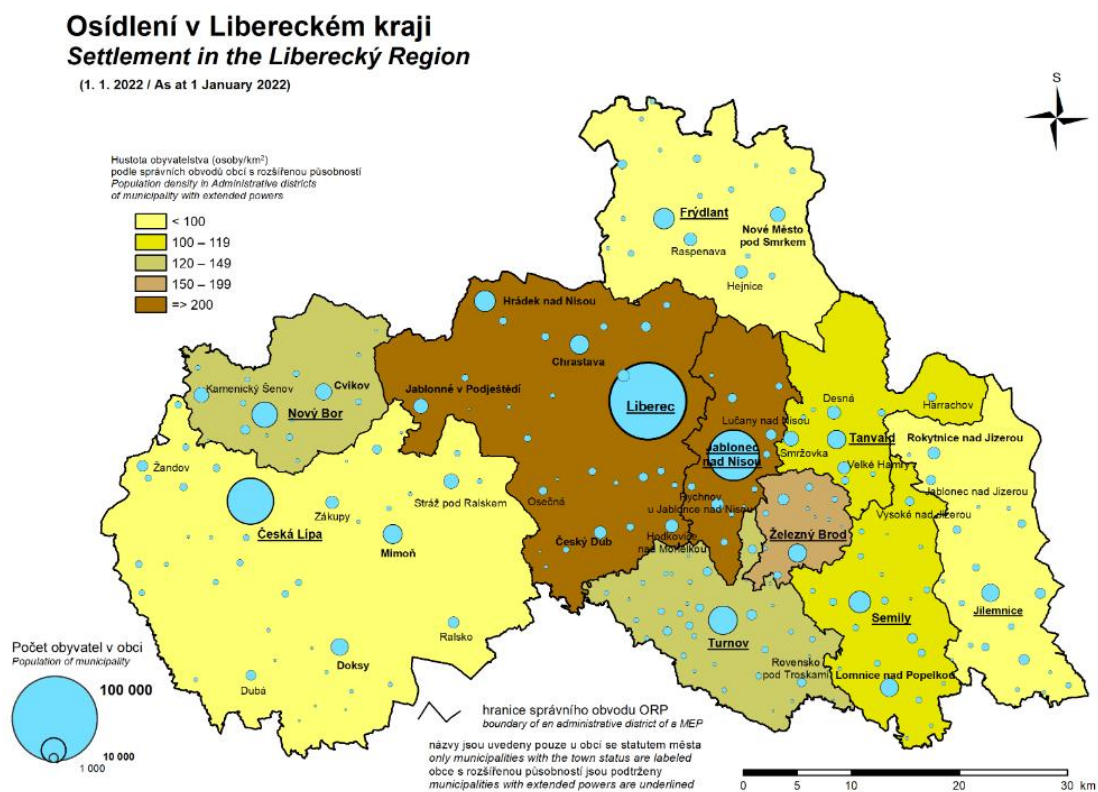 Osídlení v Libereckém kraji
Settlement in the Liberecký Region
(1. 1. 2022 / As at 1 January 2022)
S
Hustota obyvatelstva (osoby/km²)
podle správních obvodů obcí s rozšířenou působností
Population density in Administrative districts
of municipality with extended powers
< 100
100 – 119
120 – 149
150 – 199
=> 200
Frýdlant
Nové Město
pod Smrkem
Raspenava
Hejnice
Hrádek nad Nisou
Chrastava
Kamenický Šenov
Cvikov
Jablonné v Podještědí
Nový Bor
Liberec
Desná
Harrachov
Lučany nad Nisou
Jablonec
nad Nisou
Smržovka
Tanvald
Rokytnice nad Jizerou
Žandov
Velké Hamry
Stráž pod Ralskem
Osečná
Rychnov
u Jablonce nad Nisou
Jablonec nad Jizerou
Zákupy
Vysoké nad Jizerou
Česká Lípa
Mimoň
Český Dub
Hodkovice
nad Mohelkou
Železný Brod
Jilemnice
Semily
Ralsko
Turnov
Doksy
Rovensko
pod Troskami
Lomnice nad Popelkou
Dubá
Počet obyvatel v obci
Population of municipality
100 000
10 000
1 000
hranice správního obvodu ORP
boundary of an administrative district of a MEP
názvy jsou uvedeny pouze u obcí se statutem města
only municipalities with the town status are labeled
obce s rozšířenou působností jsou podtrženy
municipalities with extended powers are underlined
0 10 20 30 km